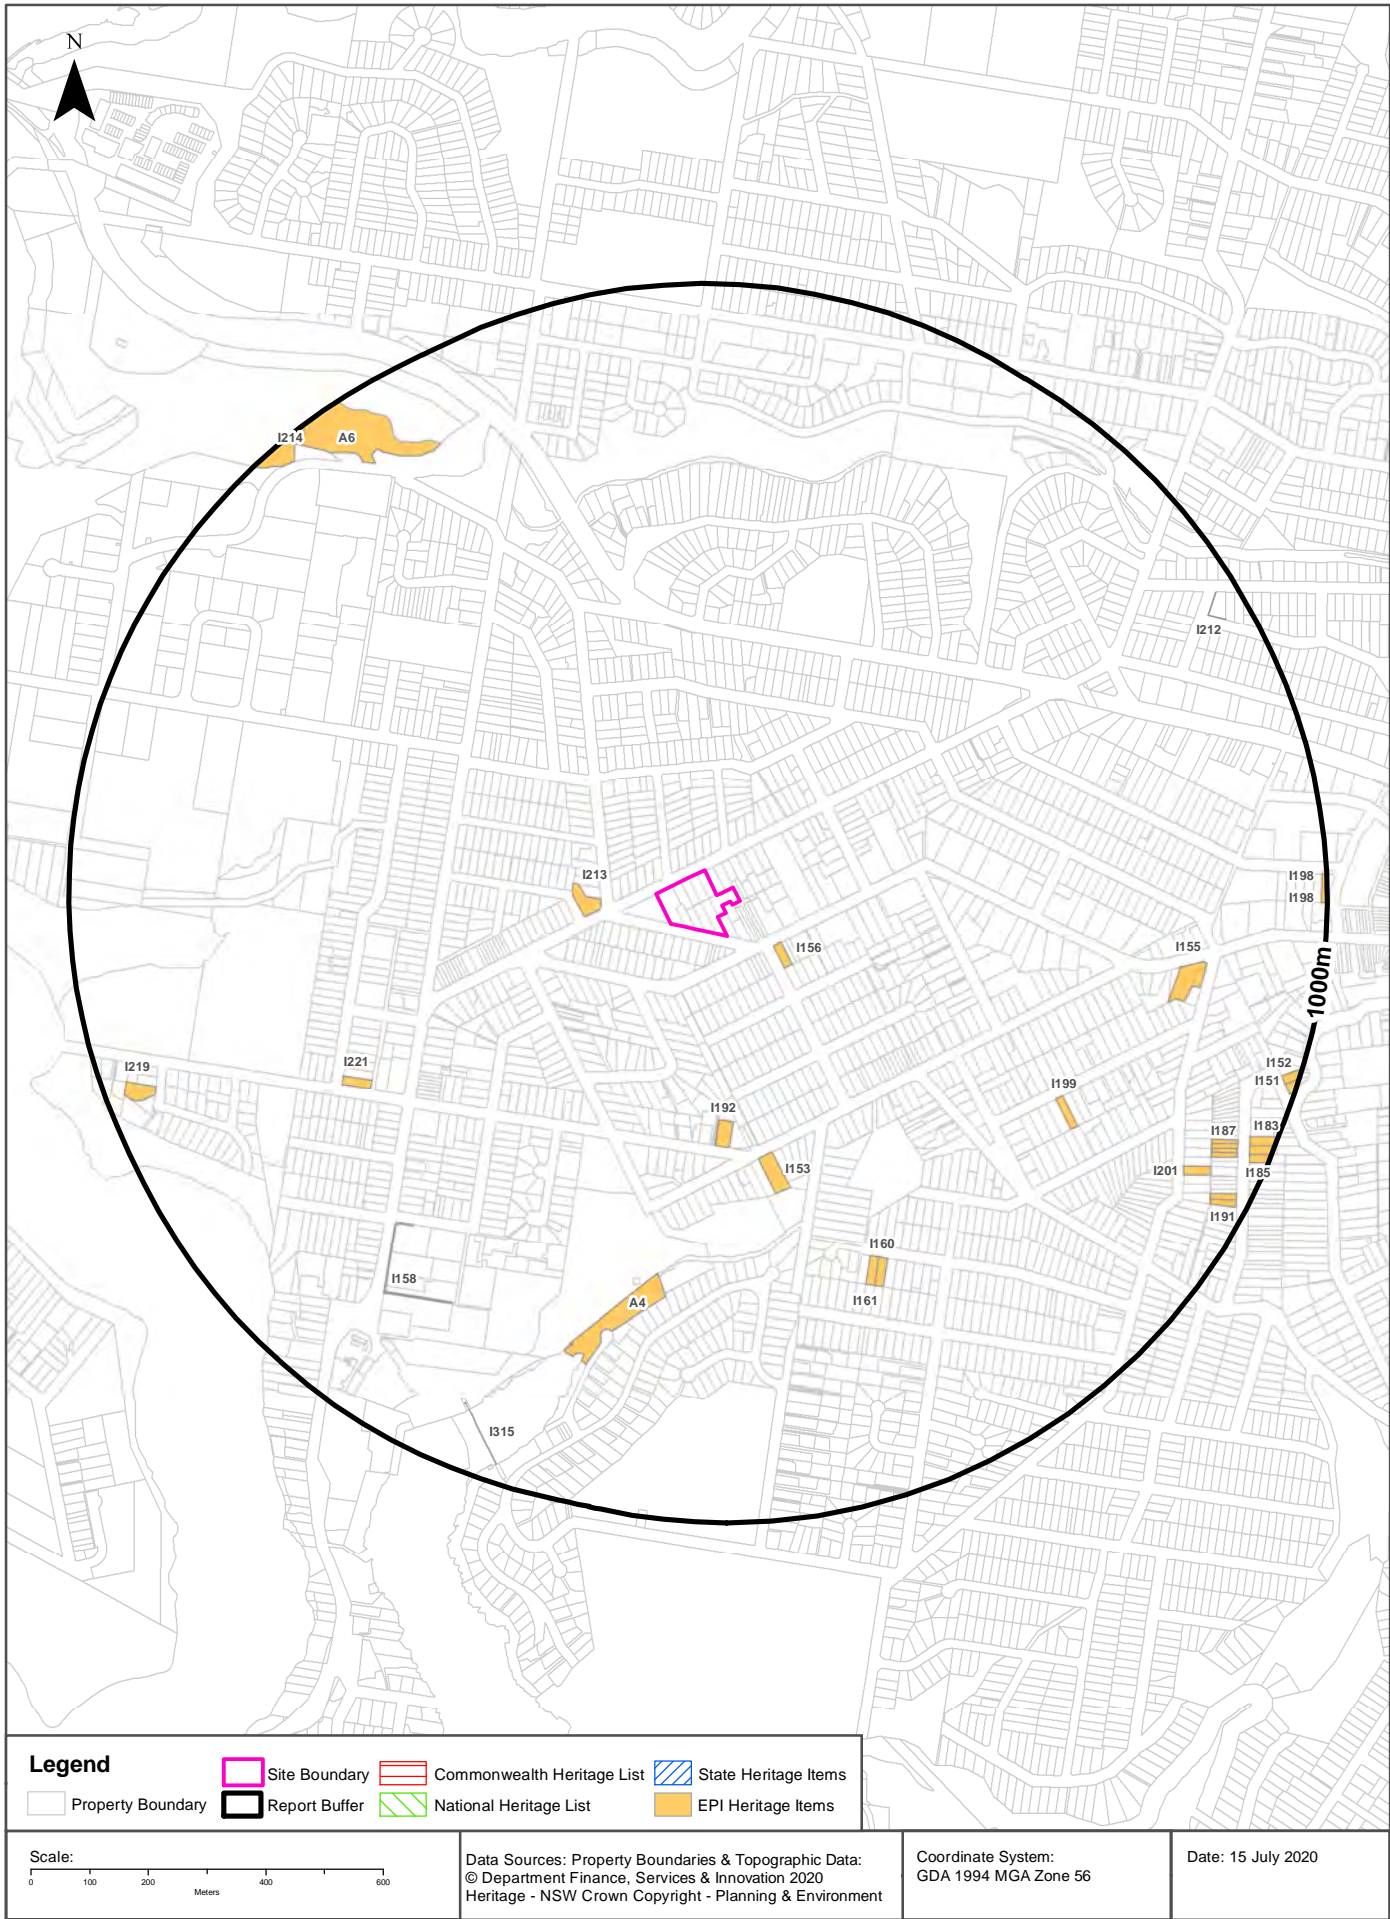 N
I214
A6
I212
I213
I198
I198
I156
I155
1000m
I219
I221
I152
I151
I199
I192
I187
I183
I153
I201
I185
I191
I160
I158
I161
A4
I315
Legend
Property Boundary
Site Boundary
Report Buffer
Commonwealth Heritage List
National Heritage List
State Heritage Items
EPI Heritage Items
Scale:
0 100 200 400 600
Meters
Data Sources: Property Boundaries & Topographic Data:
© Department Finance, Services & Innovation 2020
Heritage - NSW Crown Copyright - Planning & Environment
Coordinate System:
GDA 1994 MGA Zone 56
Date: 15 July 2020